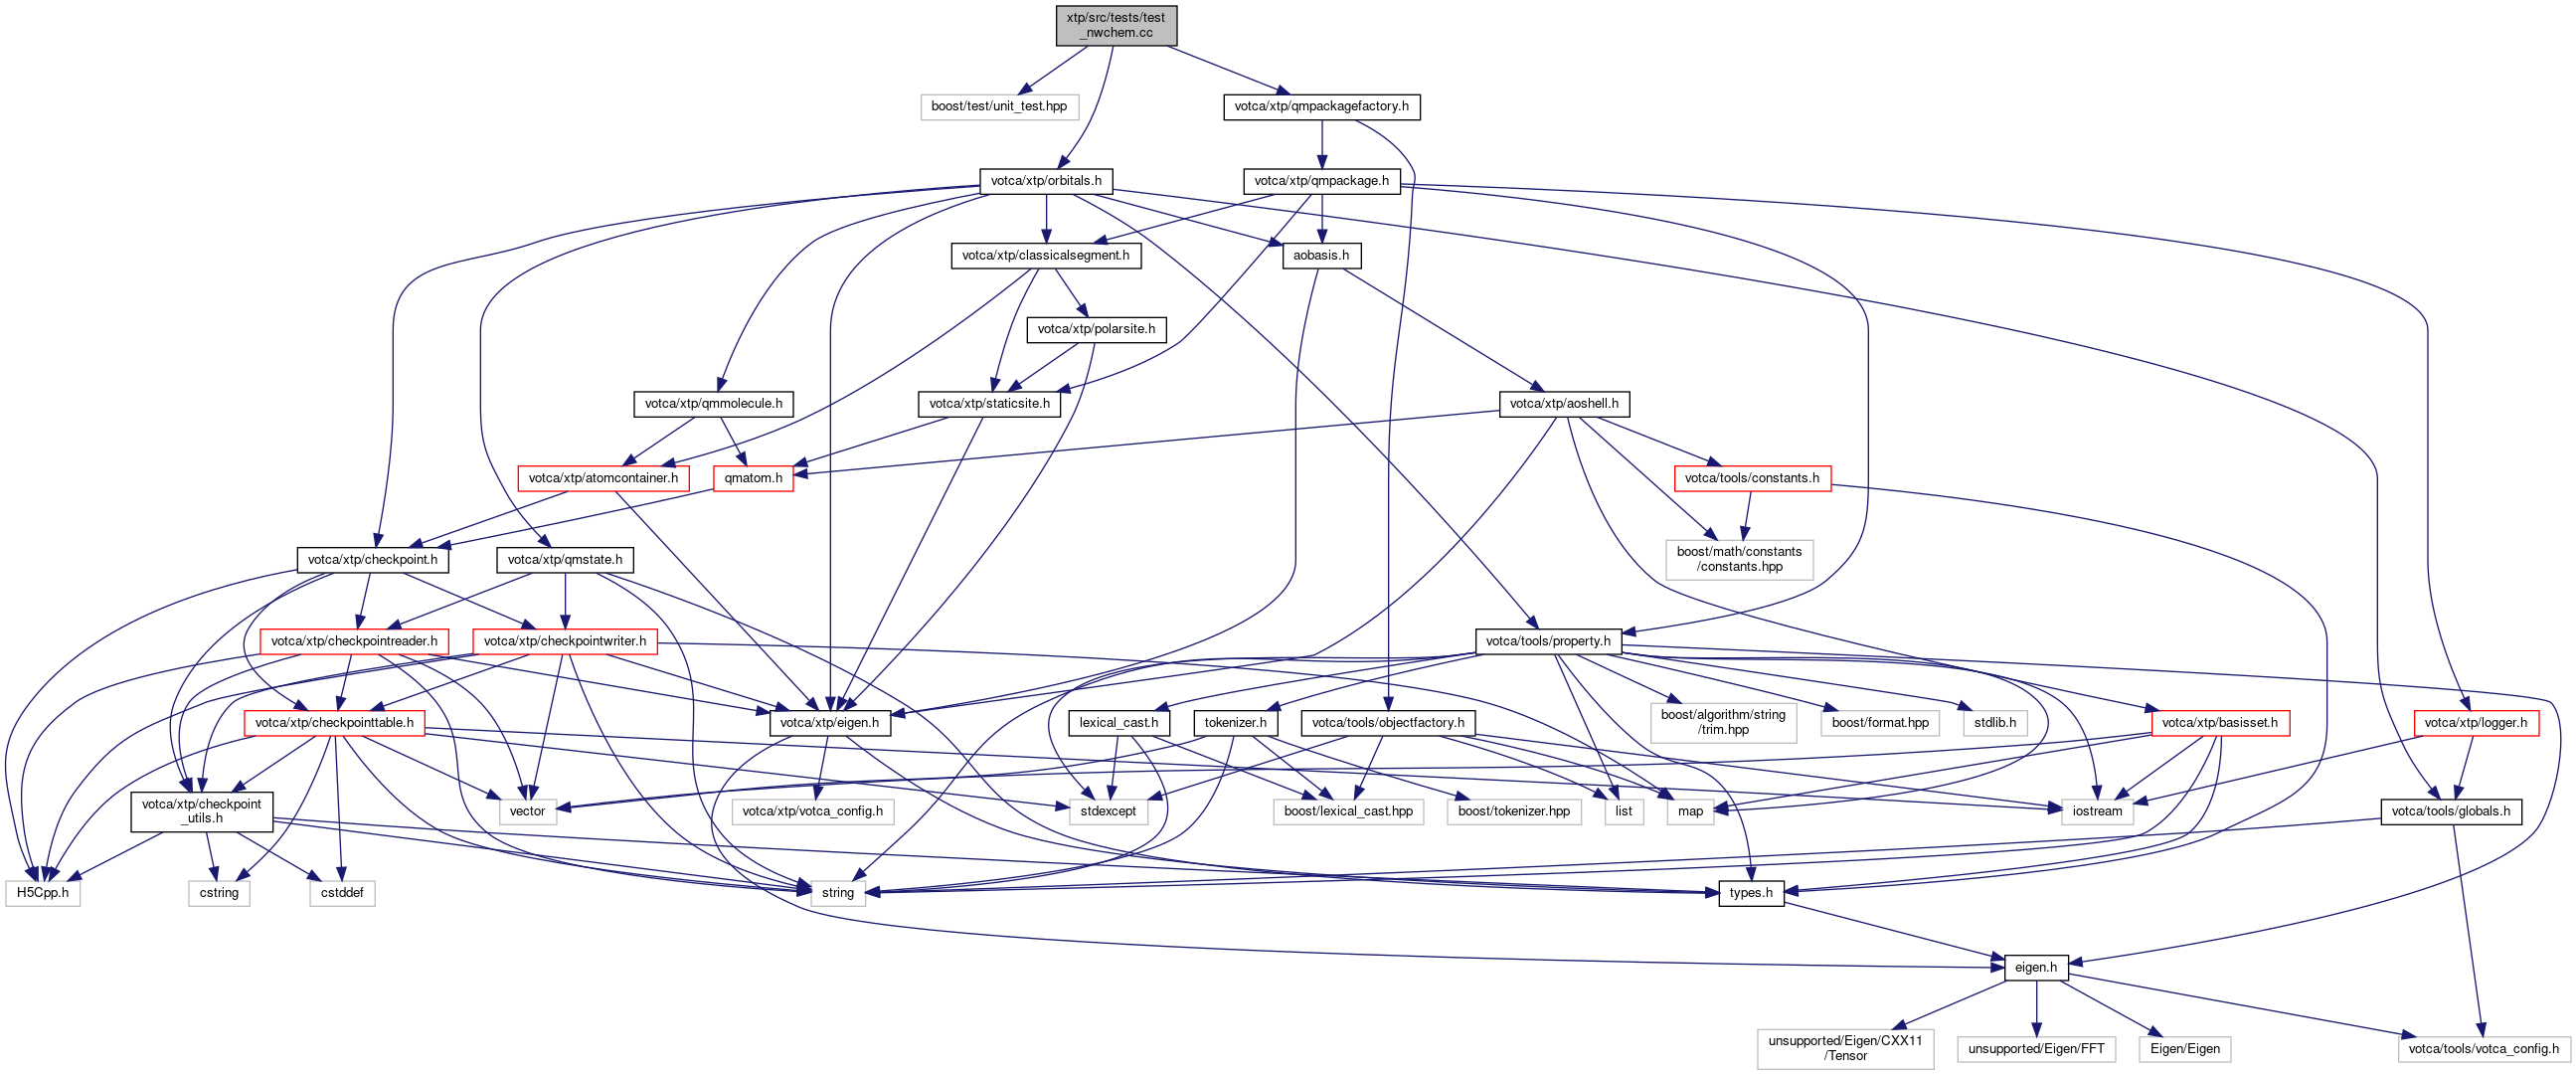 xtp/src/tests/test
_nwchem.cc
boost/test/unit_test.hpp
votca/xtp/qmpackagefactory.h
votca/xtp/orbitals.h
votca/xtp/qmpackage.h
votca/xtp/classicalsegment.h
aobasis.h
votca/xtp/polarsite.h
votca/xtp/qmmolecule.h
votca/xtp/staticsite.h
votca/xtp/aoshell.h
votca/xtp/atomcontainer.h
qmatom.h
votca/tools/constants.h
votca/xtp/checkpoint.h
votca/xtp/qmstate.h
boost/math/constants
/constants.hpp
votca/xtp/checkpointreader.h
votca/xtp/checkpointwriter.h
votca/tools/property.h
votca/xtp/checkpointtable.h
votca/xtp/eigen.h
lexical_cast.h
tokenizer.h
votca/tools/objectfactory.h
boost/algorithm/string
/trim.hpp
boost/format.hpp
stdlib.h
votca/xtp/basisset.h
votca/xtp/logger.h
votca/xtp/checkpoint
_utils.h
vector
votca/xtp/votca_config.h
stdexcept
boost/lexical_cast.hpp
boost/tokenizer.hpp
list
map
iostream
votca/tools/globals.h
H5Cpp.h
cstring
cstddef
string
types.h
eigen.h
unsupported/Eigen/CXX11
/Tensor
unsupported/Eigen/FFT
Eigen/Eigen
votca/tools/votca_config.h